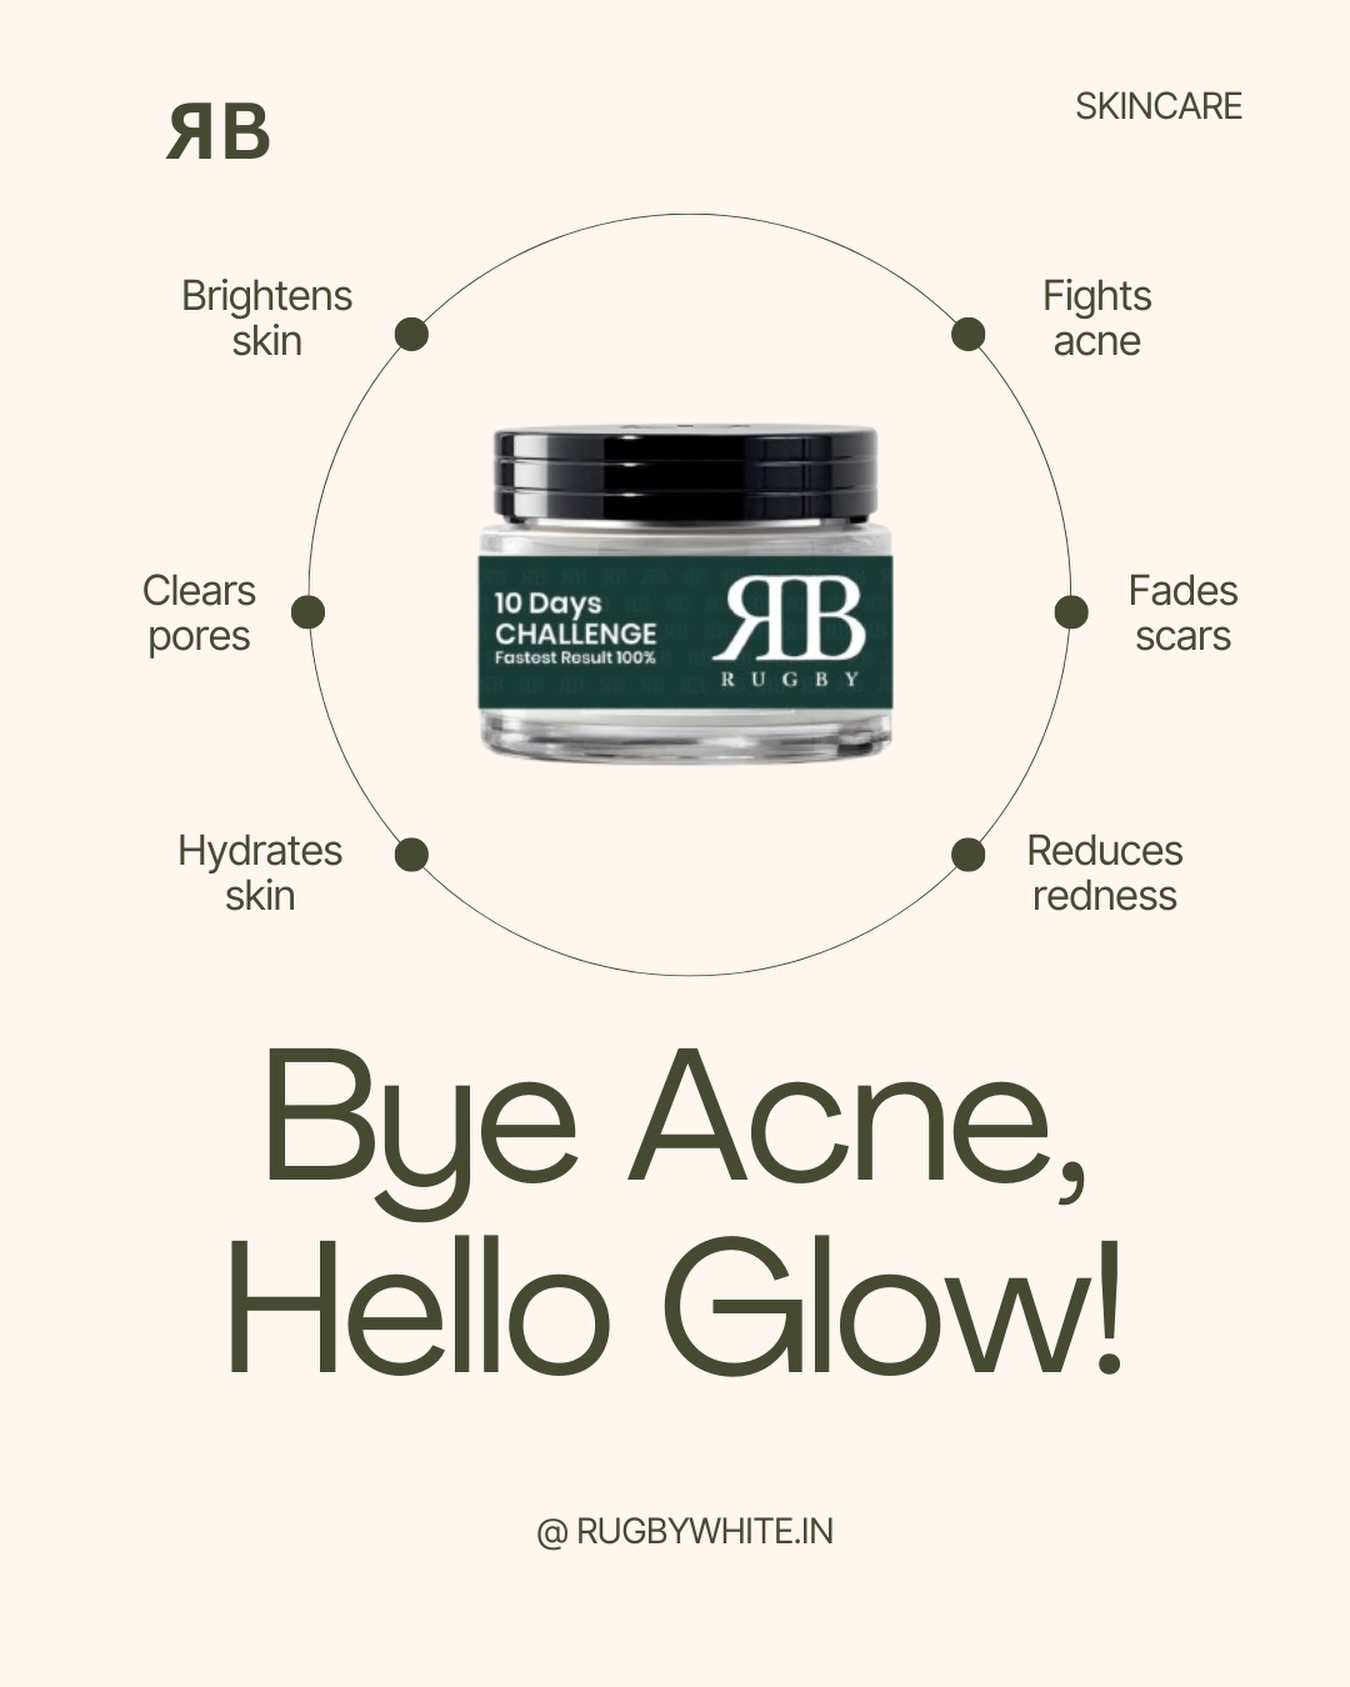 ЯB
SKINCARE
Brightens
skin
Fights
acne
Clears
pores
Fades
scars
Hydrates
skin
Reduces
redness
10 Days
CHALLENGE
Fastest Result 100%
ЯB
RUGBY
Bye Acne,
Hello Glow!
@ RUGBYWHITE.IN